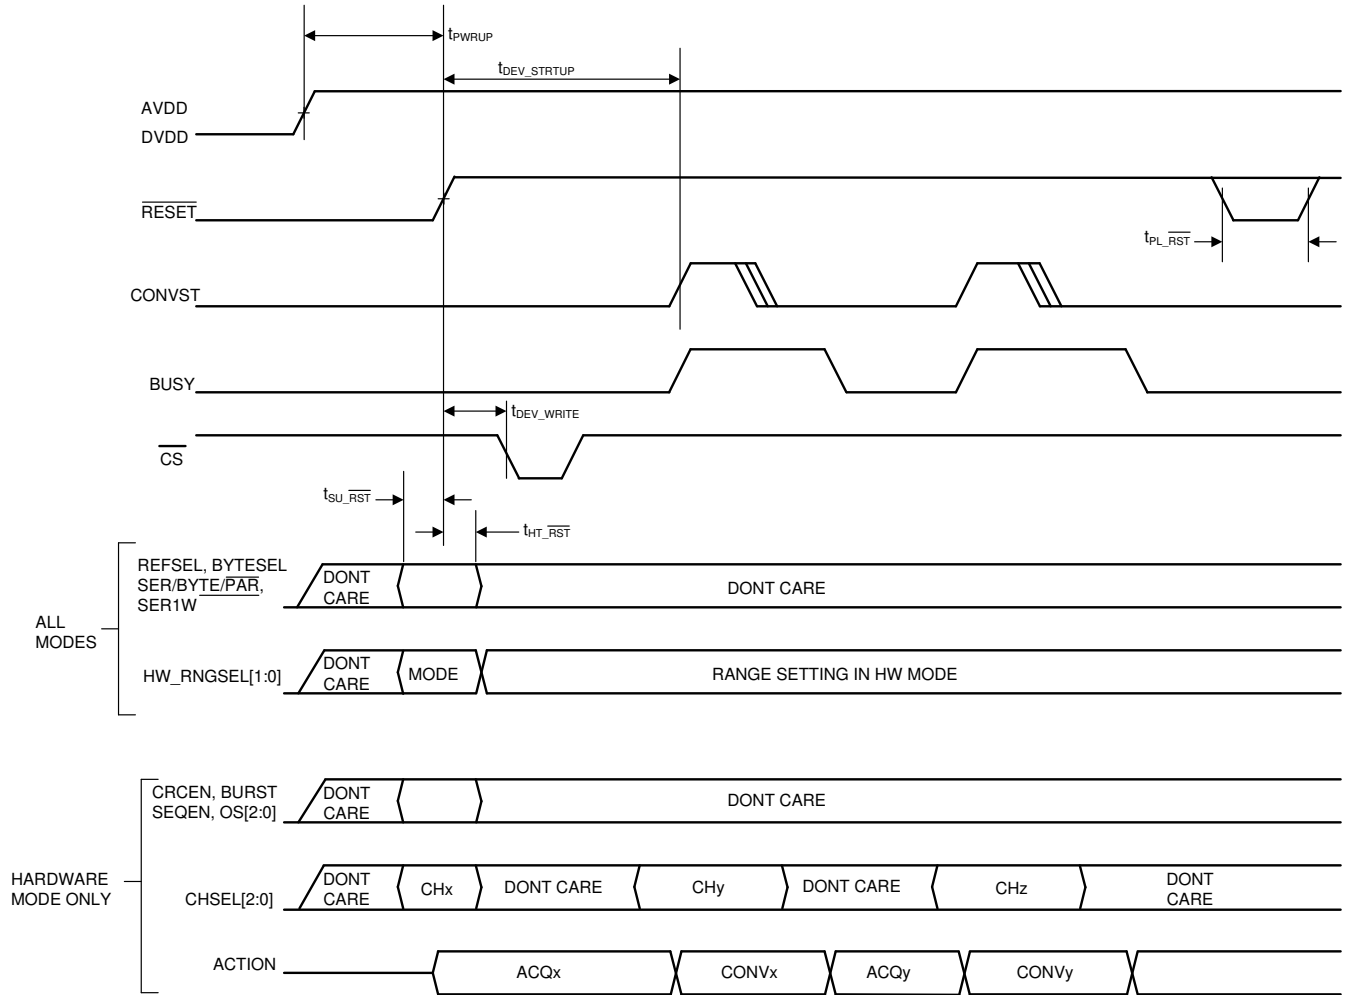 tPWRUP
tDEV_STRTUP
AVDD
DVDD
RESET
tPL_RST
CONVST
BUSY
tDEV_WRITE
CS
tSU_RST
tHT_RST
REFSEL, BYTESEL
SER/BYTE/PAR,
SER1W
DONT
CARE
DONT CARE
ALL
MODES
HW_RNGSEL[1:0]
DONT
CARE
MODE
RANGE SETTING IN HW MODE
CRCEN, BURST
SEQEN, OS[2:0]
DONT
CARE
DONT CARE
HARDWARE
MODE ONLY
CHSEL[2:0]
DONT
CARE
CHx
DONT CARE
CHy
DONT CARE
CHz
DONT
CARE
ACTION
ACQx
CONVx
ACQy
CONVy